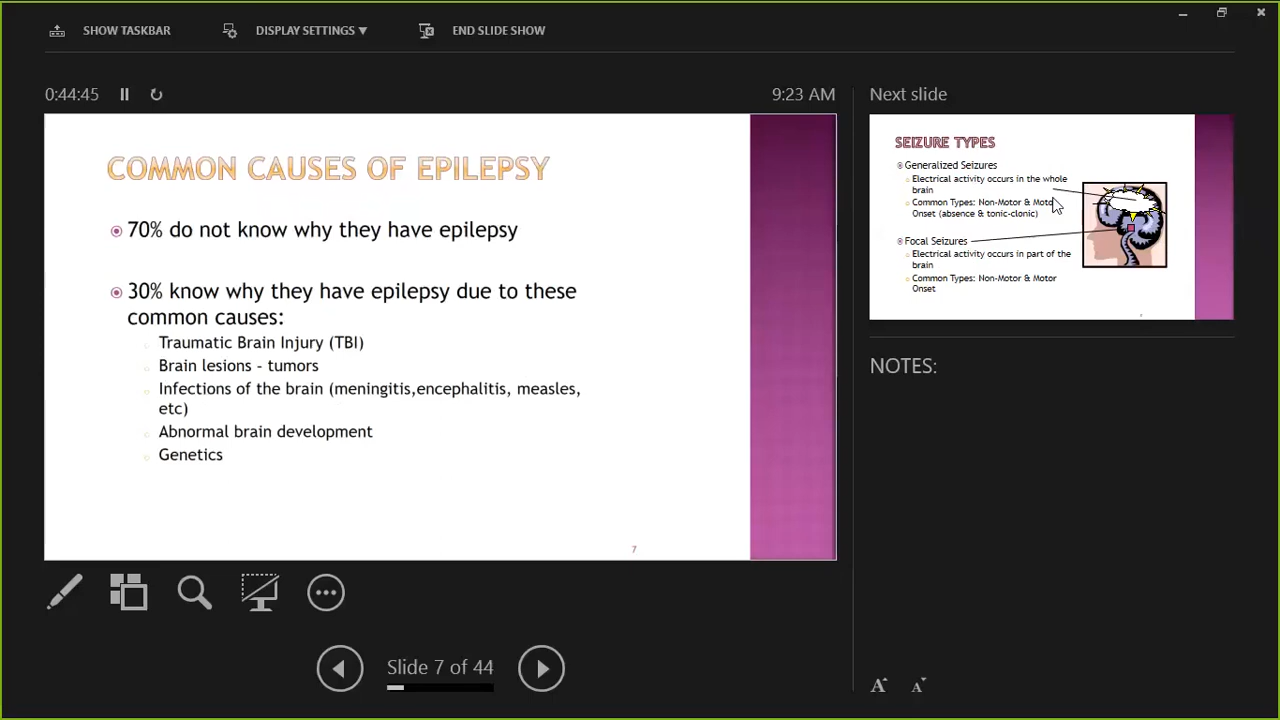 SHOW TASKBAR
DISPLAY SETTINGS
END SLIDE SHOW
0:44:45
9:23 AM
COMMON CAUSES OF EPILEPSY
70% do not know why they have epilepsy
30% know why they have epilepsy due to these
common causes:
Traumatic Brain Injury (TBI)
Brain lesions - tumors
Infections of the brain (meningitis,encephalitis, measles,
etc)
Abnormal brain development
Genetics
7
Slide 7 of 44
Next slide
SEIZURE TYPES
Generalized Seizures
Electrical activity occurs in the whole
brain
Common Types: Non-Motor & Motor
Onset (absence & tonic-clonic)
Focal Seizures
Electrical activity occurs in part of the
brain
Common Types: Non-Motor & Motor
Onset
NOTES:
A A